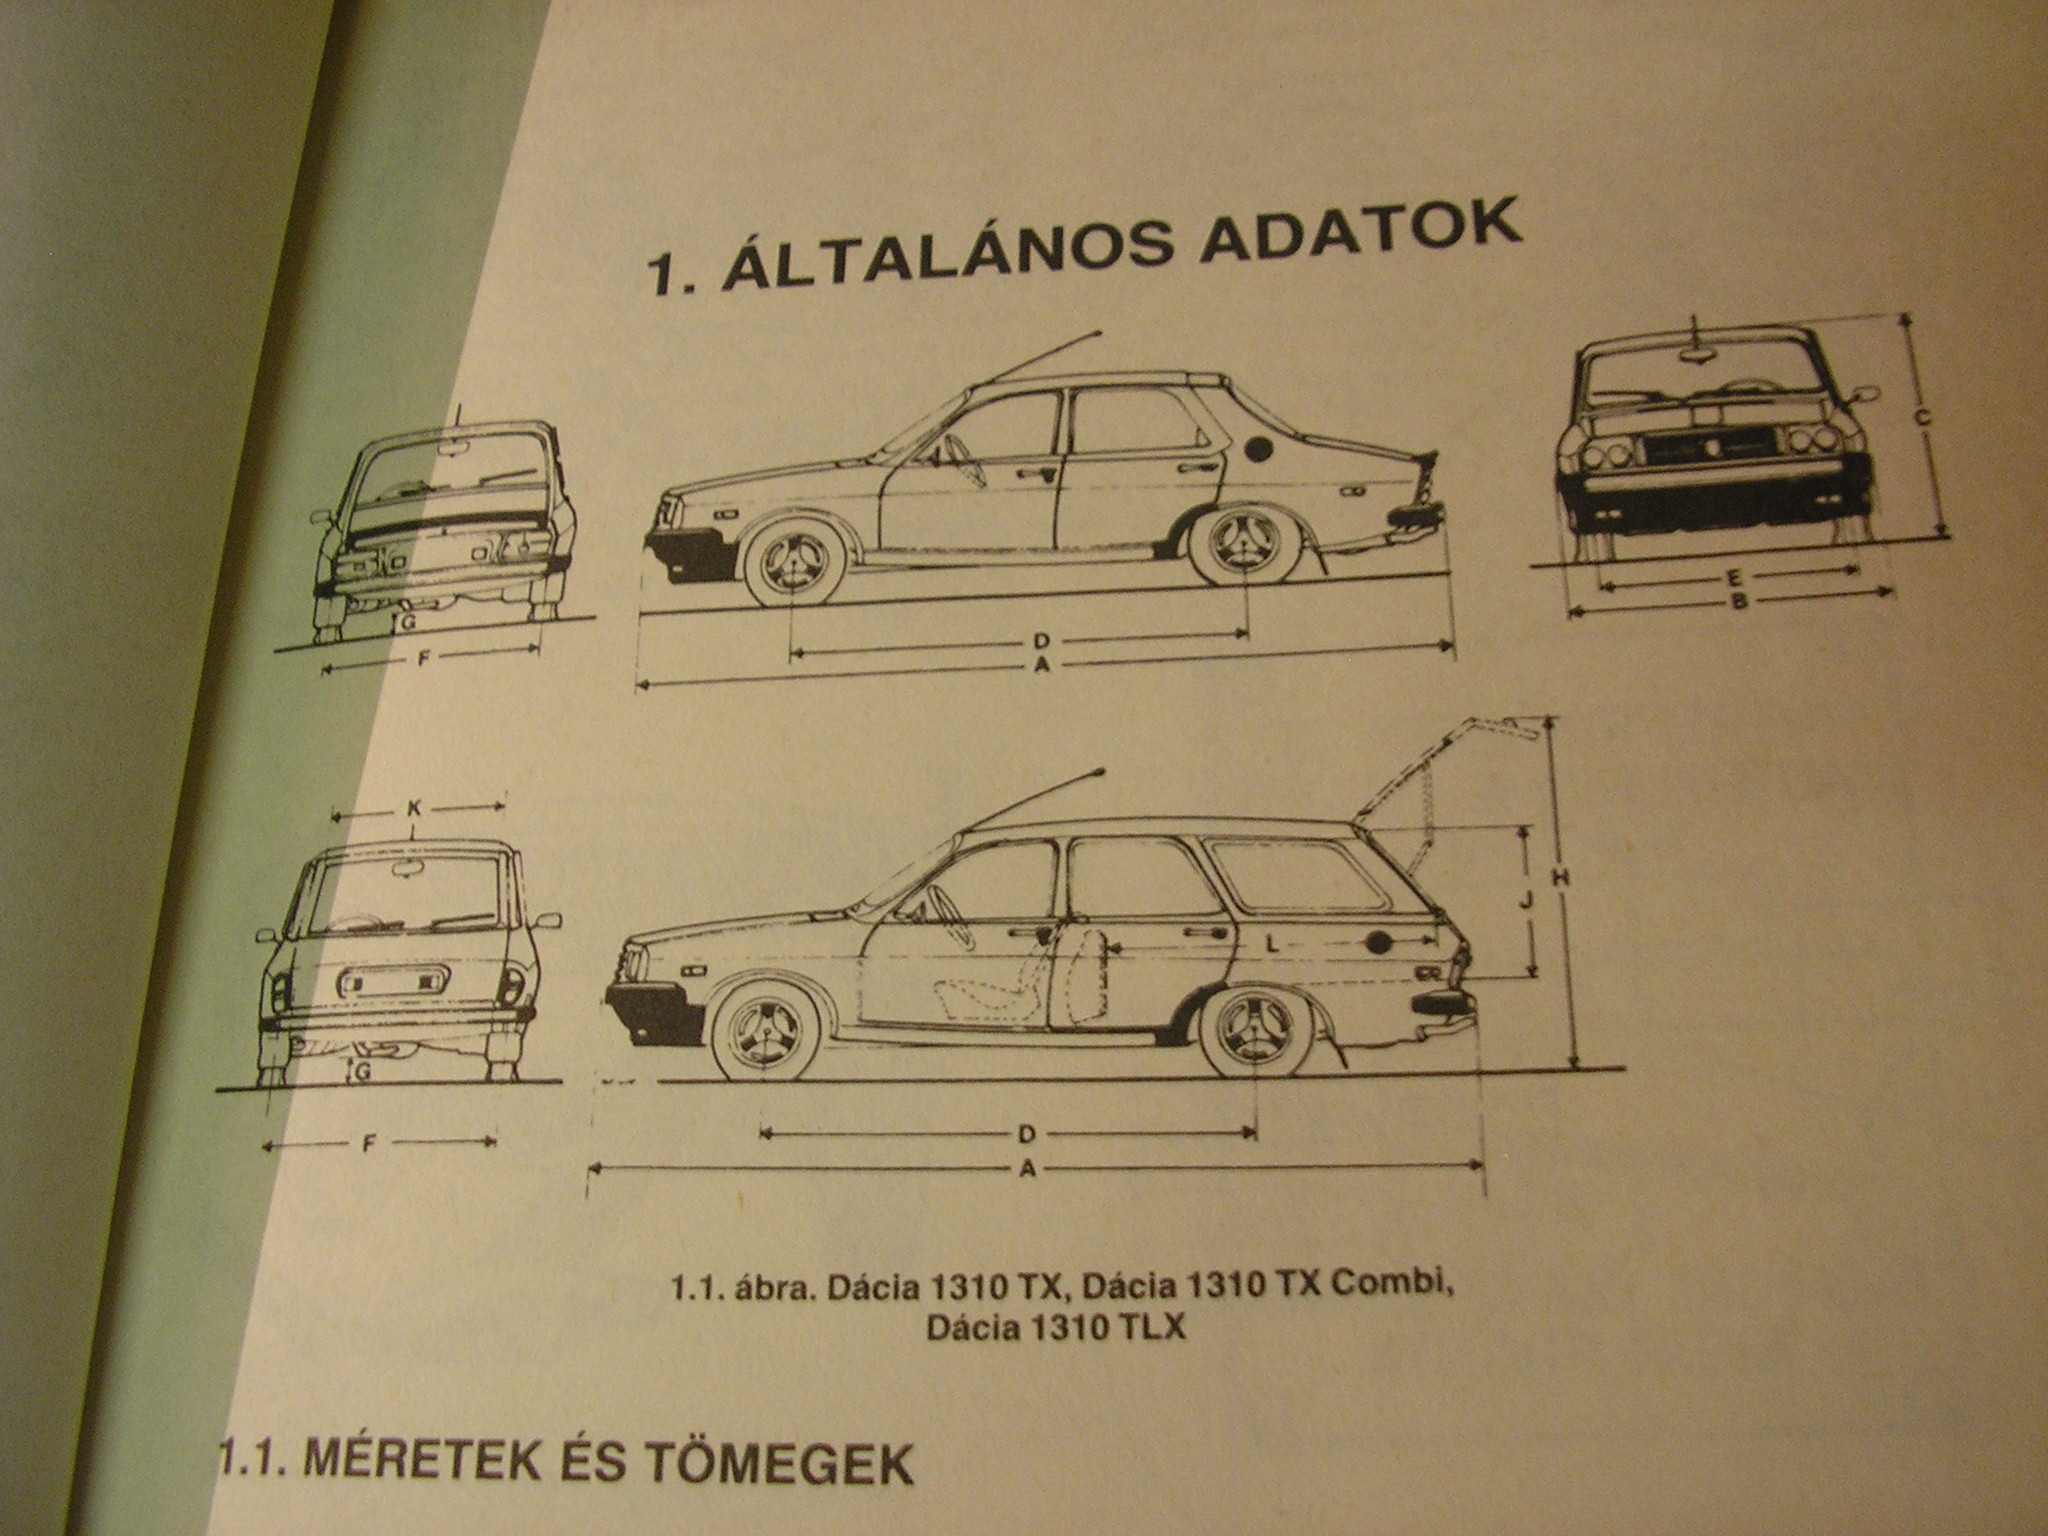 1. ÁLTALÁNOS ADATOK
C
E
B
G
F
D
A
K
H
J
L
G
F
D
A
1.1. ábra. Dácia 1310 TX, Dácia 1310 TX Combi,
Dácia 1310 TLX
1.1. MÉRETEK ÉS TÖMEGEK